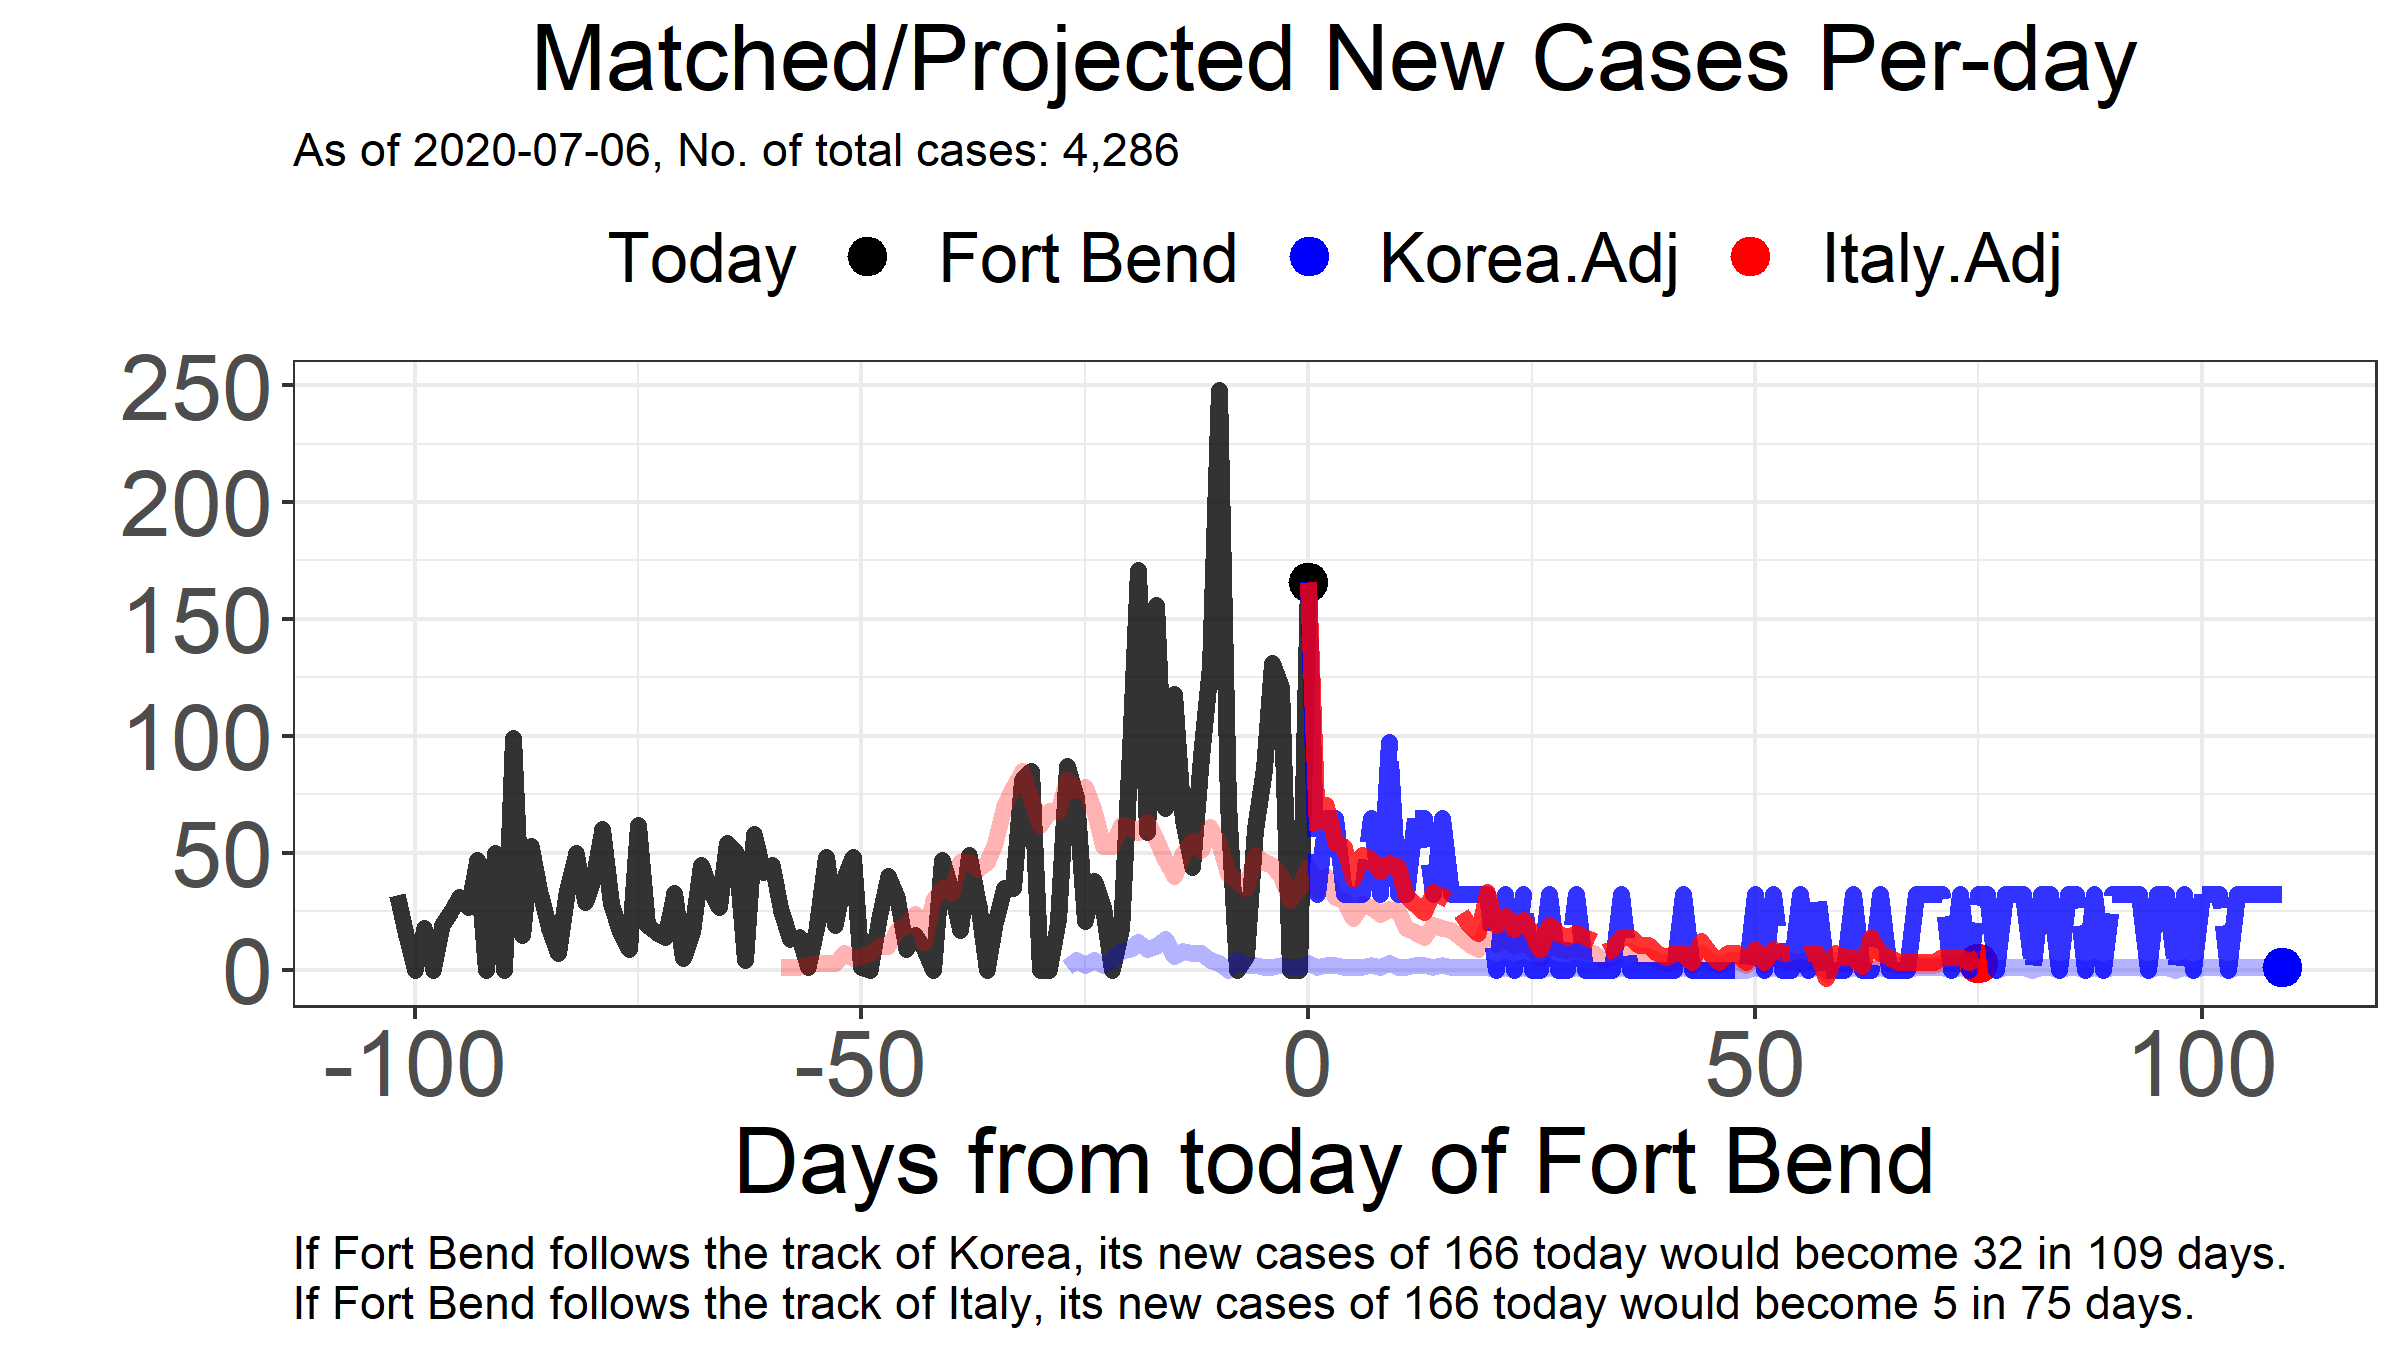 Matched/Projected New Cases Per-day
As of 2020-07-06, No. of total cases: 4,286
Today Fort Bend Korea.Adj Italy.Adj
250
200
150
100
50
0
-100 -50 0 50 100
Days from today of Fort Bend
If Fort Bend follows the track of Korea, its new cases of 166 today would become 32 in 109 days.
If Fort Bend follows the track of Italy, its new cases of 166 today would become 5 in 75 days.